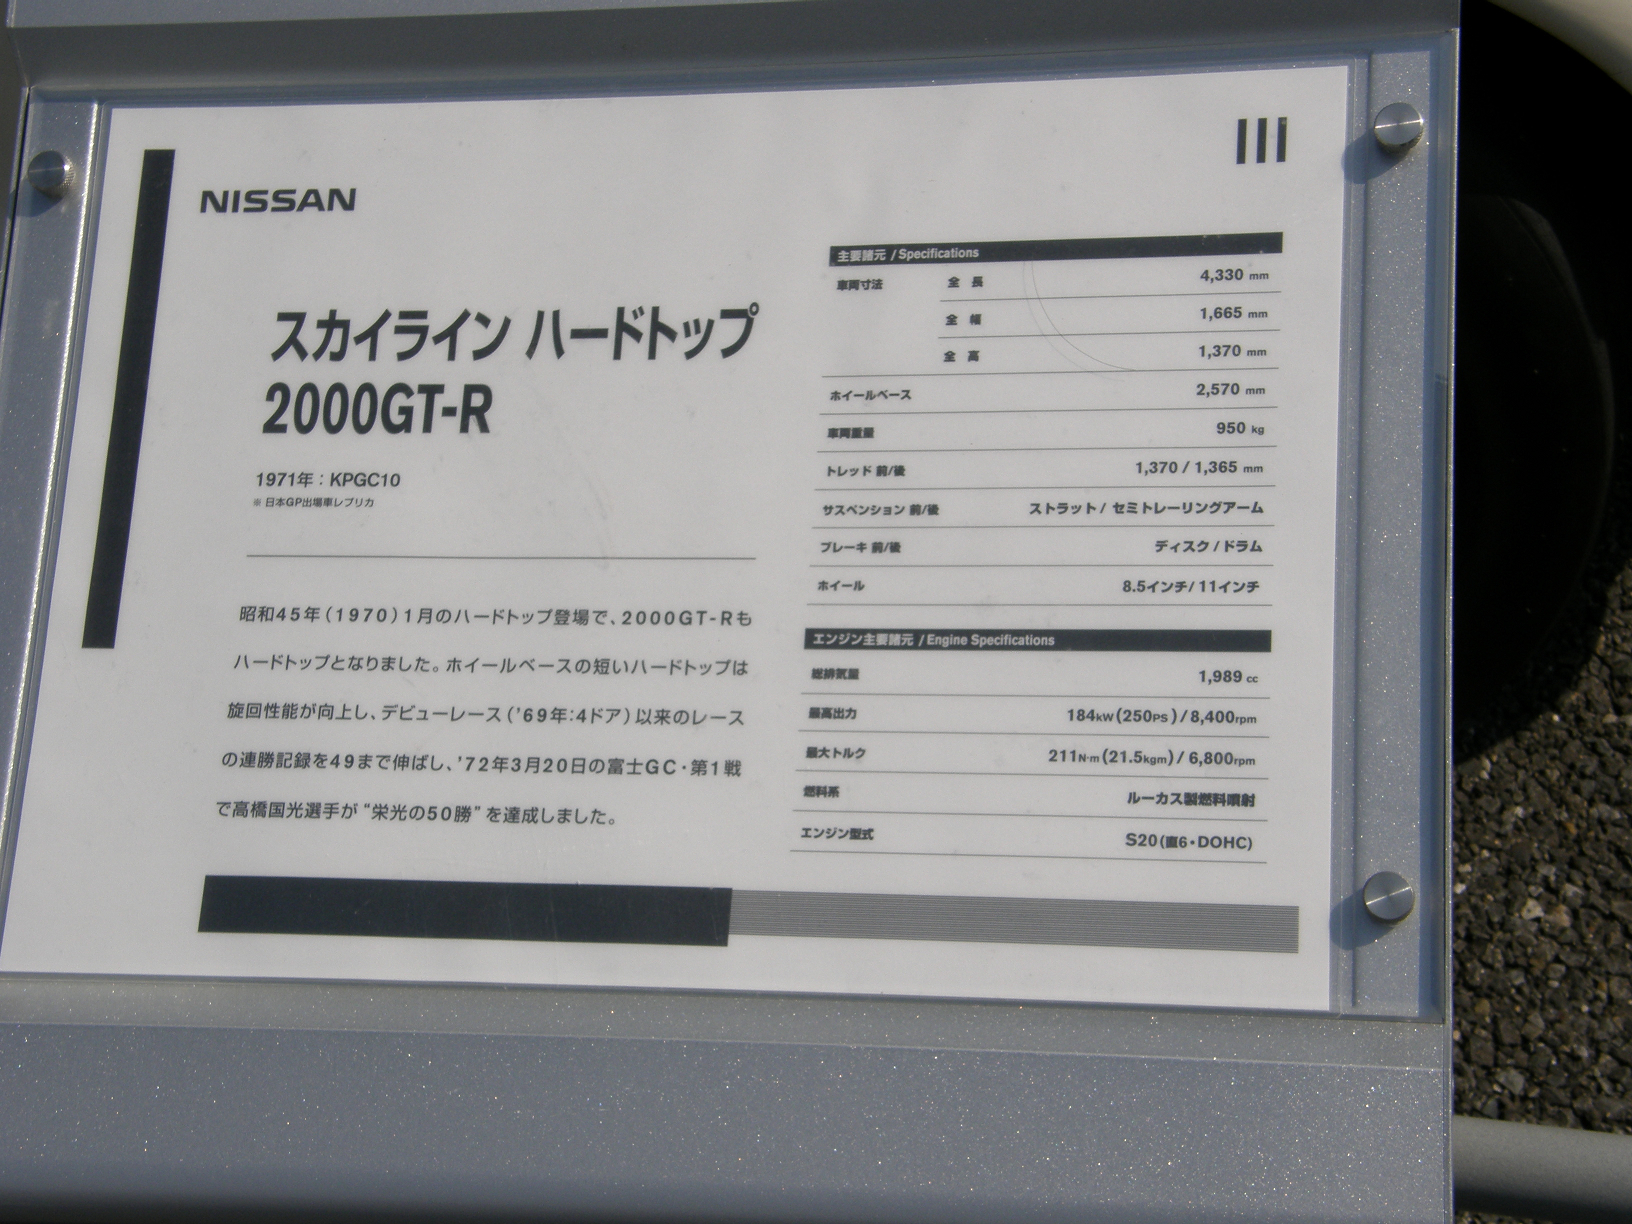 NISSAN
スカイライン ハードトップ
2000GT-R
1971年：KPGC10
※ 日本GP出場車レプリカ
昭和45年（1970）1月のハードトップ登場で、2000GT-Rも
ハードトップとなりました。ホイールベースの短いハードトップは
旋回性能が向上し、デビューレース（'69年：4ドア）以来のレース
の連勝記録を49まで伸ばし、'72年3月20日の富士GC・第1戦
で高橋国光選手が “栄光の50勝” を達成しました。
主要諸元 / Specifications
車両寸法 全 長 4,330 mm
全 幅 1,665 mm
全 高 1,370 mm
ホイールベース 2,570 mm
車両重量 950 kg
トレッド 前/後 1,370 / 1,365 mm
サスペンション 前/後 ストラット / セミトレーリングアーム
ブレーキ 前/後 ディスク / ドラム
ホイール 8.5インチ/ 11インチ
エンジン主要諸元 / Engine Specifications
総排気量 1,989 cc
最高出力 184kW (250PS ) / 8,400rpm
最大トルク 211N･m (21.5kgm) / 6,800rpm
燃料系 ルーカス製燃料噴射
エンジン型式 S20 (直6・DOHC)